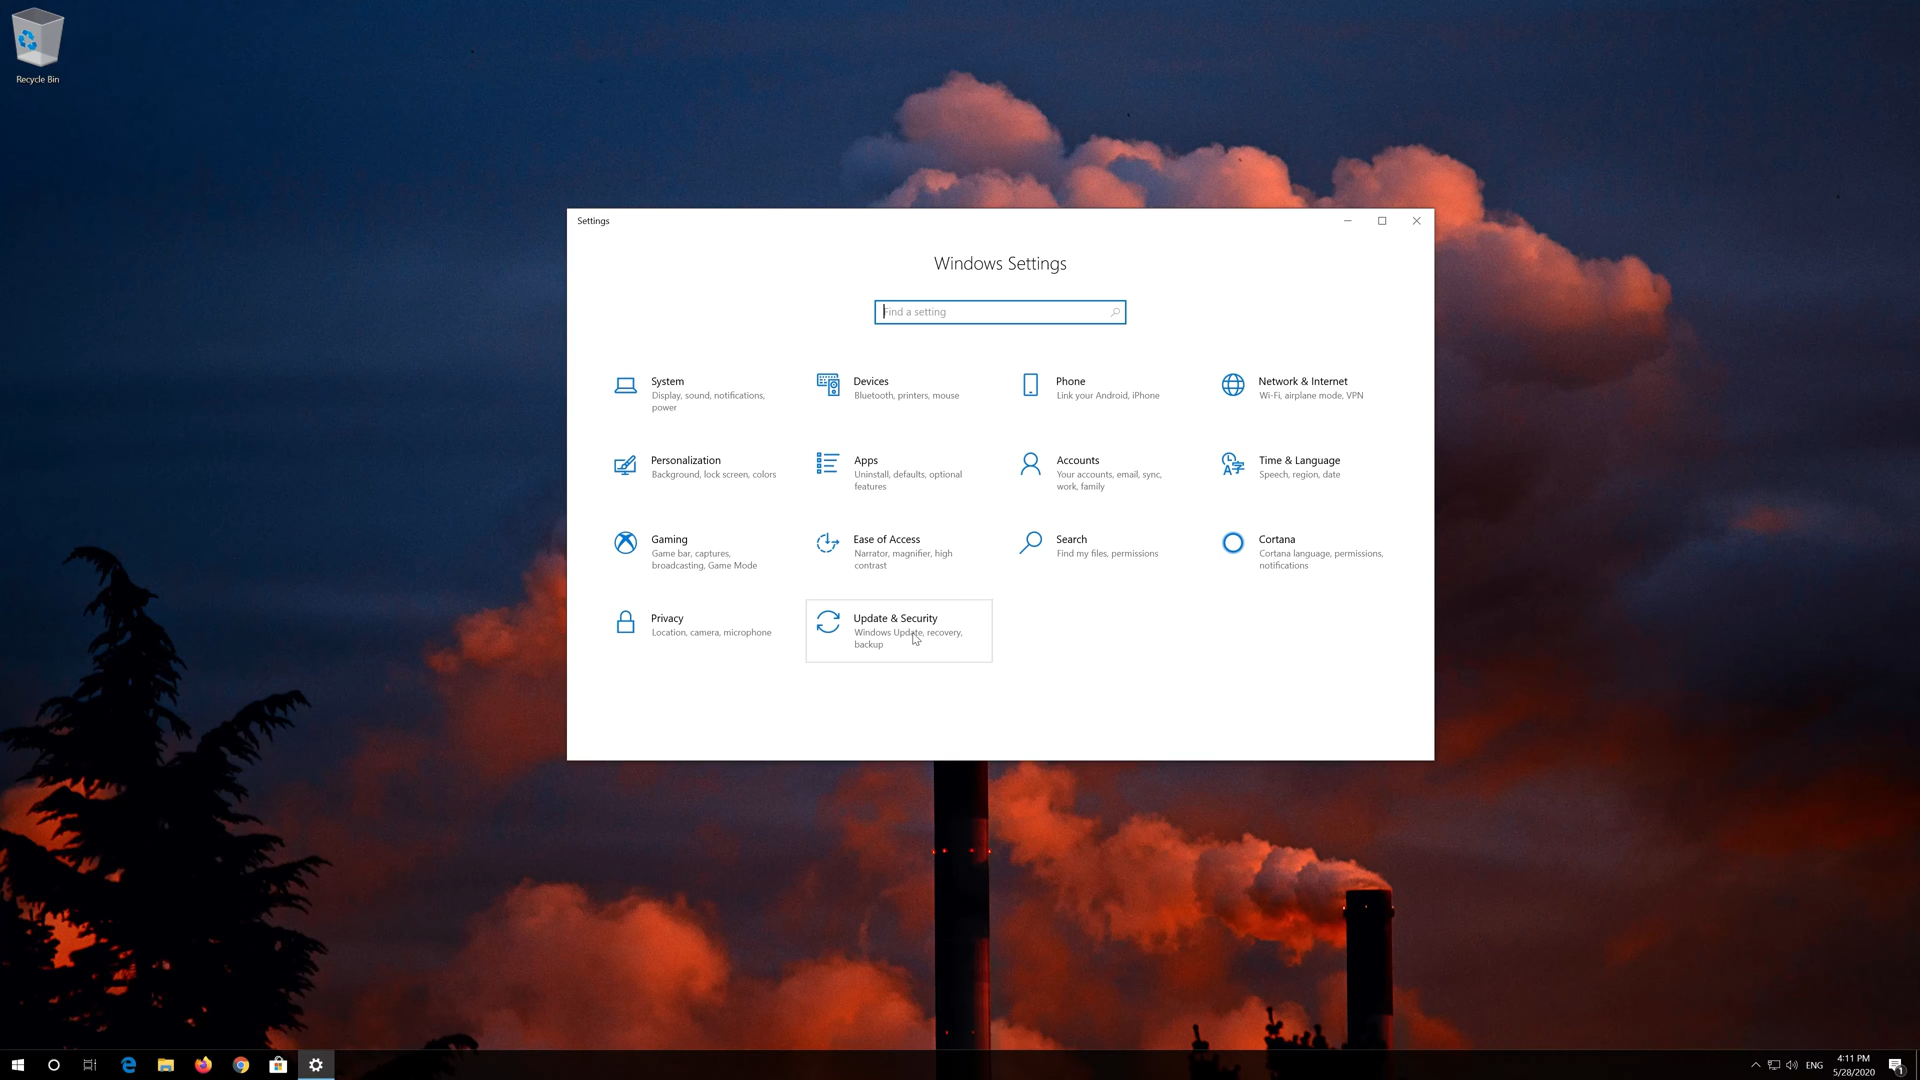 Recycle Bin
Settings
Windows Settings
Find a setting
System
Display, sound, notifications,
power
Devices
Bluetooth, printers, mouse
Phone
Link your Android, iPhone
Network & Internet
Wi-Fi, airplane mode, VPN
Personalization
Background, lock screen, colors
Apps
Uninstall, defaults, optional
features
Accounts
Your accounts, email, sync,
work, family
Time & Language
Speech, region, date
Gaming
Game bar, captures,
broadcasting, Game Mode
Ease of Access
Narrator, magnifier, high
contrast
Search
Find my files, permissions
Cortana
Cortana language, permissions,
notifications
Privacy
Location, camera, microphone
Update & Security
Windows Update, recovery,
backup
ENG
4:11 PM
5/28/2020
1